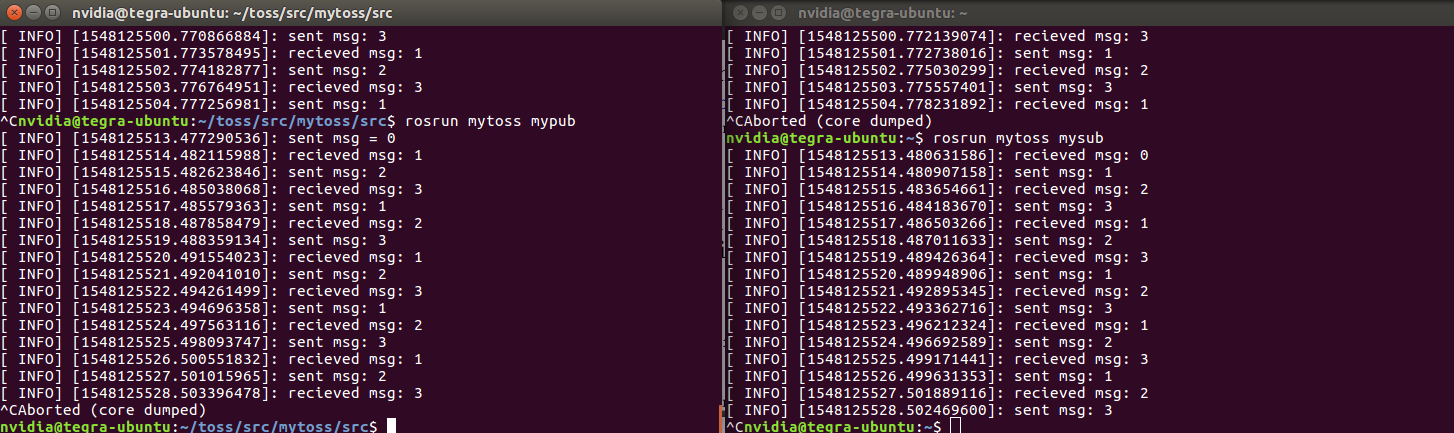 nvidia@tegra-ubuntu: ~/toss/src/mytoss/src
[ INFO] [1548125500.770866884]: sent msg: 3
[ INFO] [1548125501.773578495]: recieved msg: 1
[ INFO] [1548125502.774182877]: sent msg: 2
[ INFO] [1548125503.776764951]: recieved msg: 3
[ INFO] [1548125504.777256981]: sent msg: 1
^Cnvidia@tegra-ubuntu:~/toss/src/mytoss/src$ rosrun mytoss mypub
[ INFO] [1548125513.477290536]: sent msg = 0
[ INFO] [1548125514.482115988]: recieved msg: 1
[ INFO] [1548125515.482623846]: sent msg: 2
[ INFO] [1548125516.485038068]: recieved msg: 3
[ INFO] [1548125517.485579363]: sent msg: 1
[ INFO] [1548125518.487858479]: recieved msg: 2
[ INFO] [1548125519.488359134]: sent msg: 3
[ INFO] [1548125520.491554023]: recieved msg: 1
[ INFO] [1548125521.492041010]: sent msg: 2
[ INFO] [1548125522.494261499]: recieved msg: 3
[ INFO] [1548125523.494696358]: sent msg: 1
[ INFO] [1548125524.497563116]: recieved msg: 2
[ INFO] [1548125525.498093747]: sent msg: 3
[ INFO] [1548125526.500551832]: recieved msg: 1
[ INFO] [1548125527.501015965]: sent msg: 2
[ INFO] [1548125528.503396478]: recieved msg: 3
^CAborted (core dumped)
nvidia@tegra-ubuntu:~/toss/src/mytoss/src$
nvidia@tegra-ubuntu: ~
[ INFO] [1548125500.772139074]: recieved msg: 3
[ INFO] [1548125501.772738016]: sent msg: 1
[ INFO] [1548125502.775030299]: recieved msg: 2
[ INFO] [1548125503.775557401]: sent msg: 3
[ INFO] [1548125504.778231892]: recieved msg: 1
^CAborted (core dumped)
nvidia@tegra-ubuntu:~$ rosrun mytoss mysub
[ INFO] [1548125513.480631586]: recieved msg: 0
[ INFO] [1548125514.480907158]: sent msg: 1
[ INFO] [1548125515.483654661]: recieved msg: 2
[ INFO] [1548125516.484183670]: sent msg: 3
[ INFO] [1548125517.486503266]: recieved msg: 1
[ INFO] [1548125518.487011633]: sent msg: 2
[ INFO] [1548125519.489426364]: recieved msg: 3
[ INFO] [1548125520.489948906]: sent msg: 1
[ INFO] [1548125521.492895345]: recieved msg: 2
[ INFO] [1548125522.493362716]: sent msg: 3
[ INFO] [1548125523.496212324]: recieved msg: 1
[ INFO] [1548125524.496692589]: sent msg: 2
[ INFO] [1548125525.499171441]: recieved msg: 3
[ INFO] [1548125526.499631353]: sent msg: 1
[ INFO] [1548125527.501889116]: recieved msg: 2
[ INFO] [1548125528.502469600]: sent msg: 3
^Cnvidia@tegra-ubuntu:~$